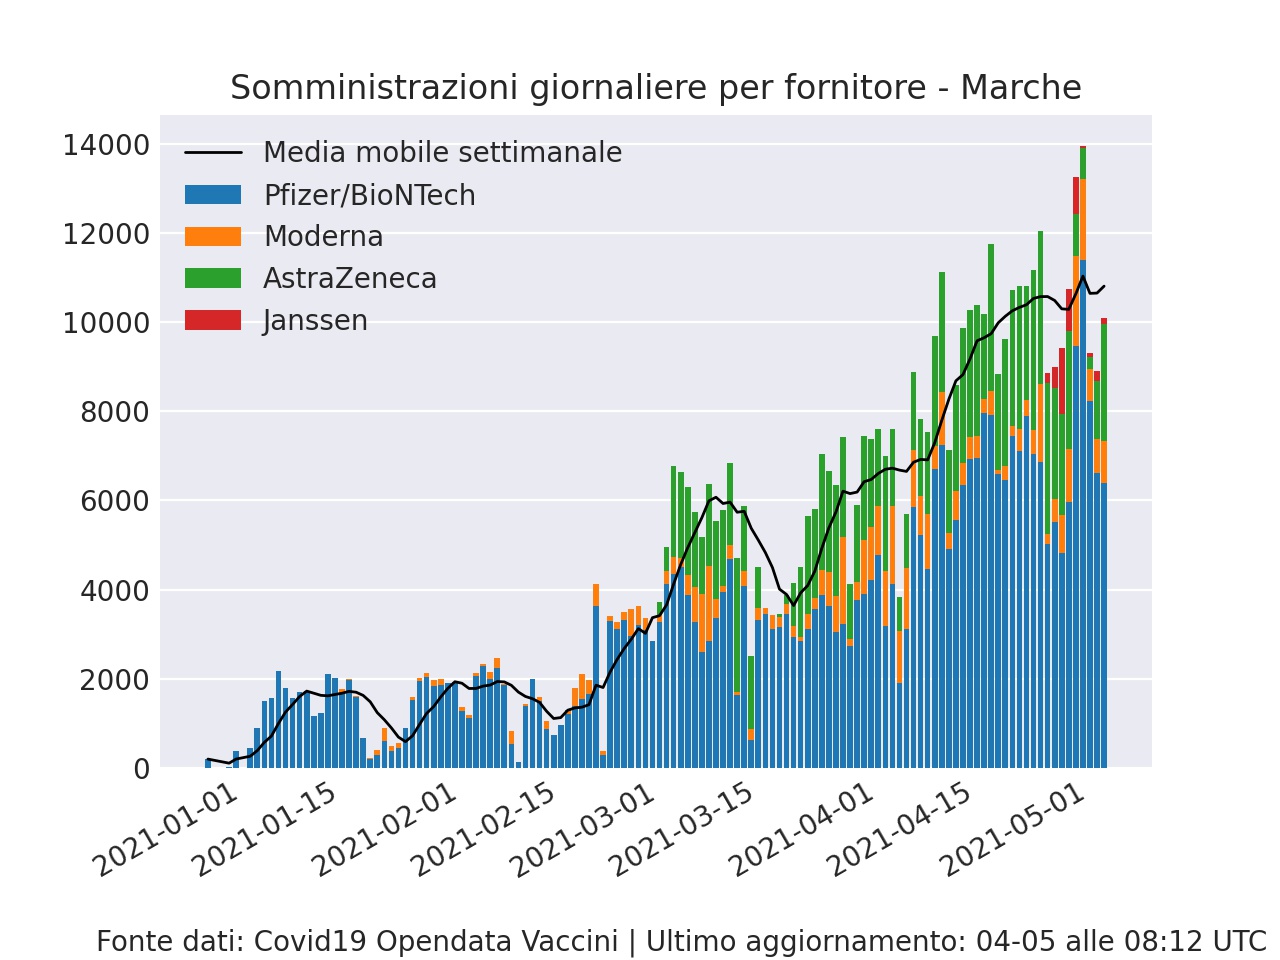 Somministrazioni giornaliere per fornitore - Marche
14000
12000
10000
8000
6000
4000
2000
0
Media mobile settimanale
Pfizer/BioNTech
Moderna
AstraZeneca
Janssen
2021-01-01
2021-01-15
2021-02-01
2021-02-15
2021-03-01
2021-03-15
2021-04-01
2021-04-15
2021-05-01
Fonte dati: Covid19 Opendata Vaccini | Ultimo aggiornamento: 04-05 alle 08:12 UTC